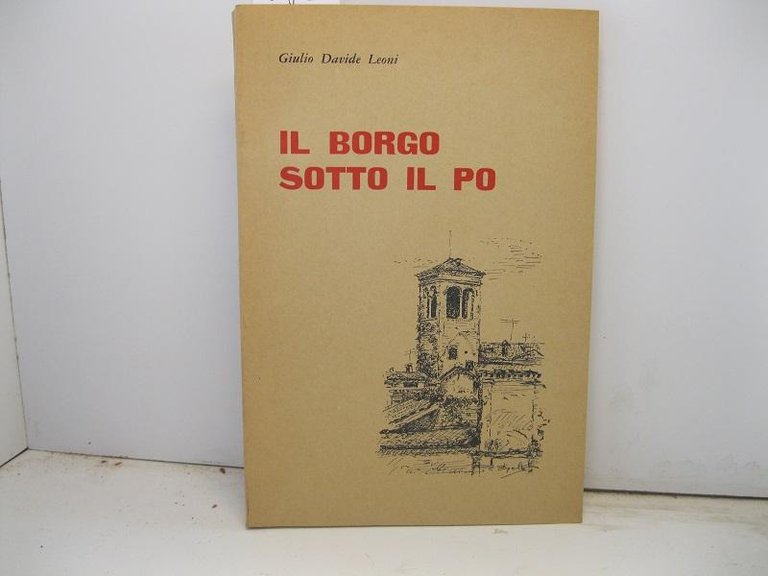 Giulio Davide Leoni
IL BORGO
SOTTO IL PO